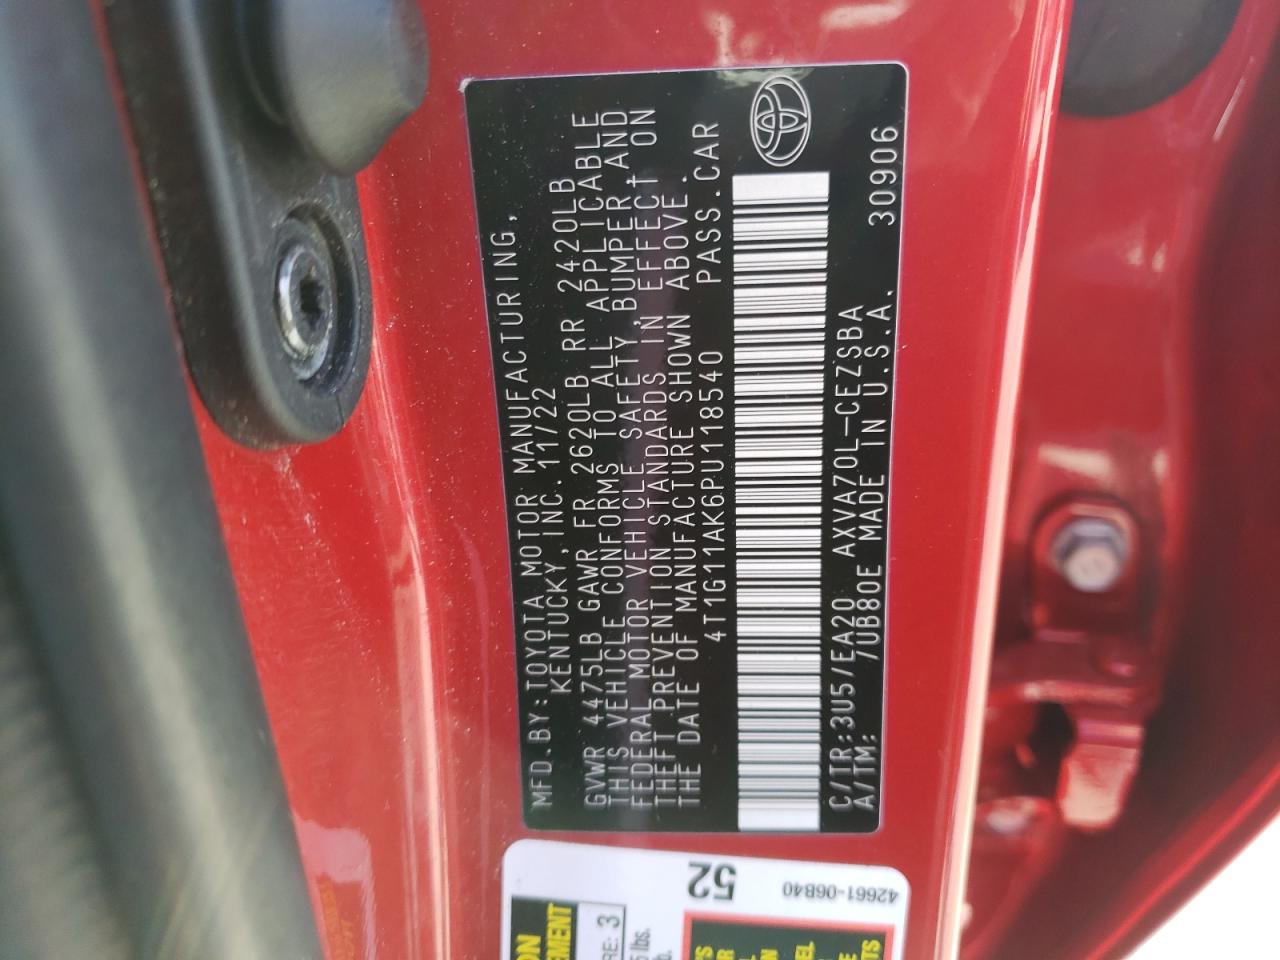 MFD.BY:TOYOTA MOTOR MANUFACTURING,
KENTUCKY,INC.11/22
GVWR 4475LB GAWR FR 2620LB RR 2420LB
THIS VEHICLE CONFORMS TO ALL APPLICABLE
FEDERAL MOTOR VEHICLE SAFETY,BUMPER,AND
THEFT PREVENTION STANDARDS IN EFFECT ON
THE DATE OF MANUFACTURE SHOWN ABOVE.
4T1G11AK6PU118540 PASS.CAR
C/TR:3U5/EA20 AXVA70L-CEZSBA
A/TM: /UB80E MADE IN U.S.A. 30906
52
42661-06B40